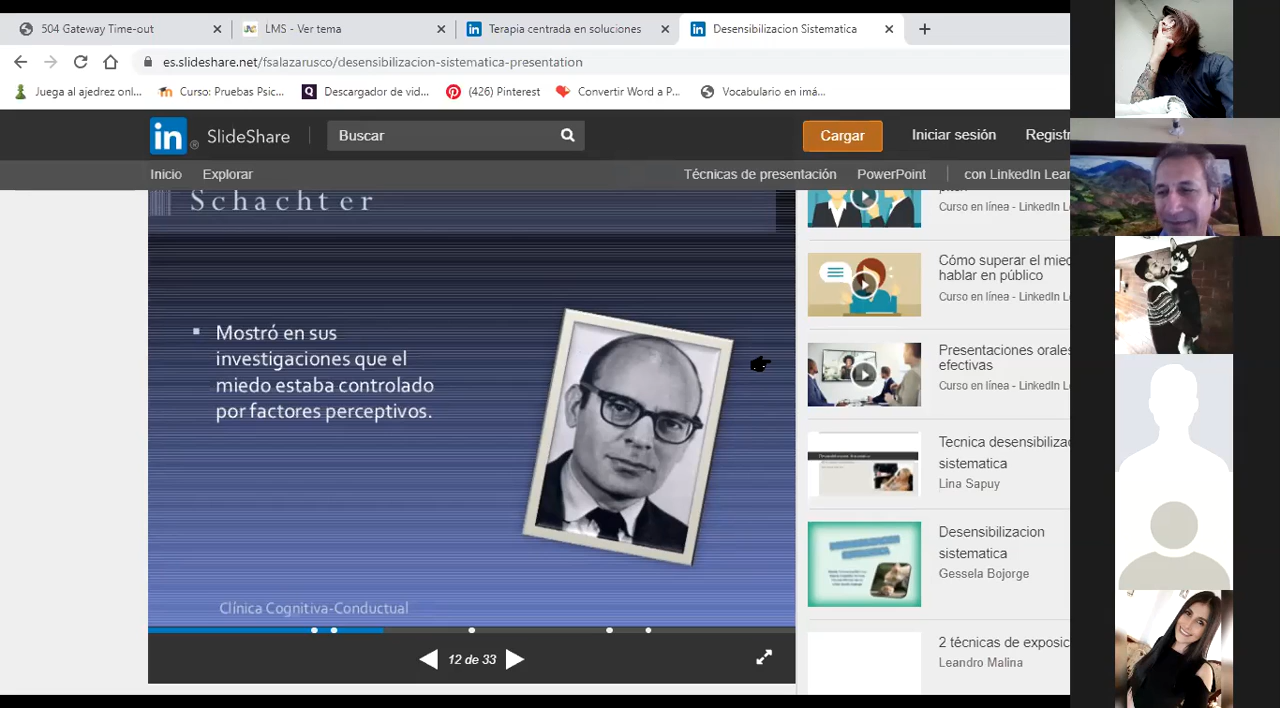 504 Gateway Time-out
LMS - Ver tema
Terapia centrada en soluciones
Desensibilizacion Sistematica
es.slideshare.net/fsalazarusco/desensibilizacion-sistematica-presentation
Juega al ajedrez onl...
Curso: Pruebas Psic...
Descargador de vid...
(426) Pinterest
Convertir Word a P...
Vocabulario en imá...
in SlideShare
Buscar
Cargar
Iniciar sesión
Registr
Inicio
Explorar
Técnicas de presentación
PowerPoint
con LinkedIn Lear
Schachter
Mostró en sus
investigaciones que el
miedo estaba controlado
por factores perceptivos.
Clínica Cognitiva-Conductual
12 de 33
Curso en línea - LinkedIn L
Cómo superar el mied
hablar en público
Curso en línea - LinkedIn L
Presentaciones orales
efectivas
Curso en línea - LinkedIn L
Tecnica desensibilizac
sistematica
Lina Sapuy
Desensibilizacion
sistematica
Gessela Bojorge
2 técnicas de exposic
Leandro Malina